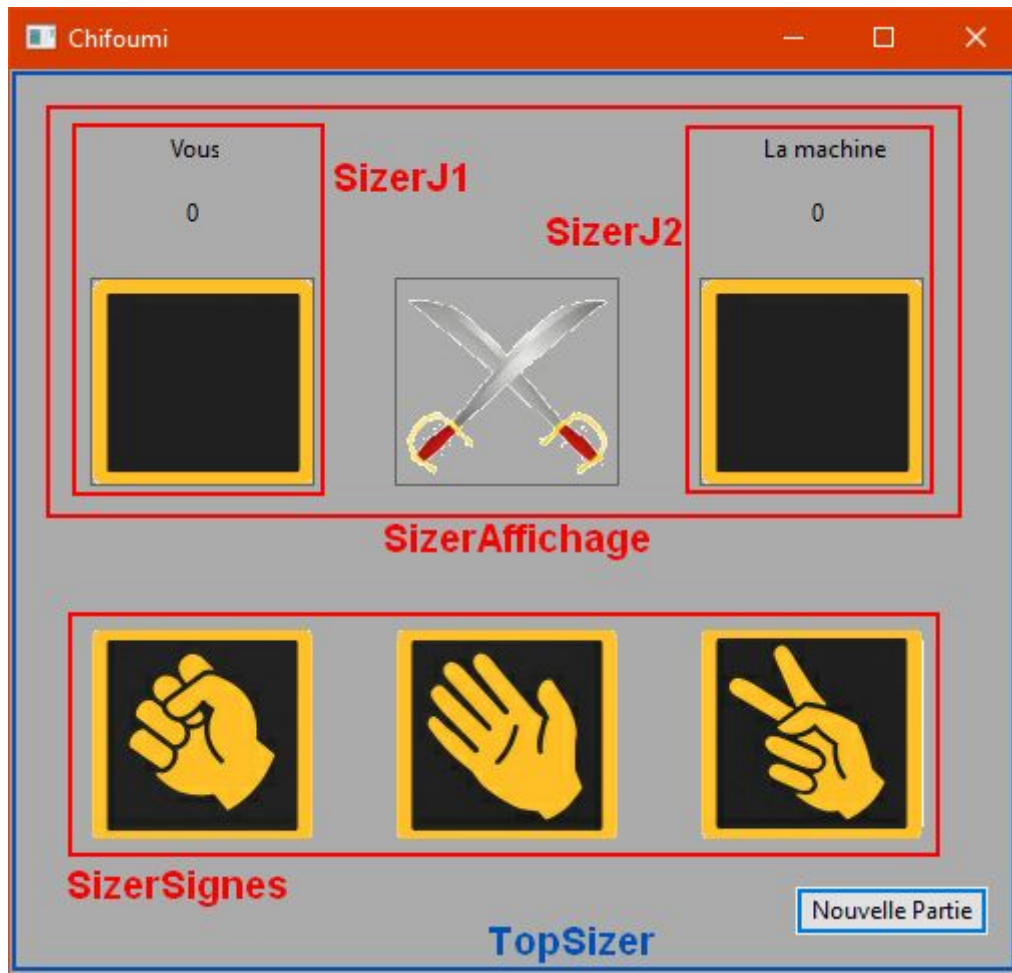 Chifoumi
Vous
La machine
SizerJ1
0
0
SizerJ2
SizerAffichage
SizerSignes
Nouvelle Partie
TopSizer